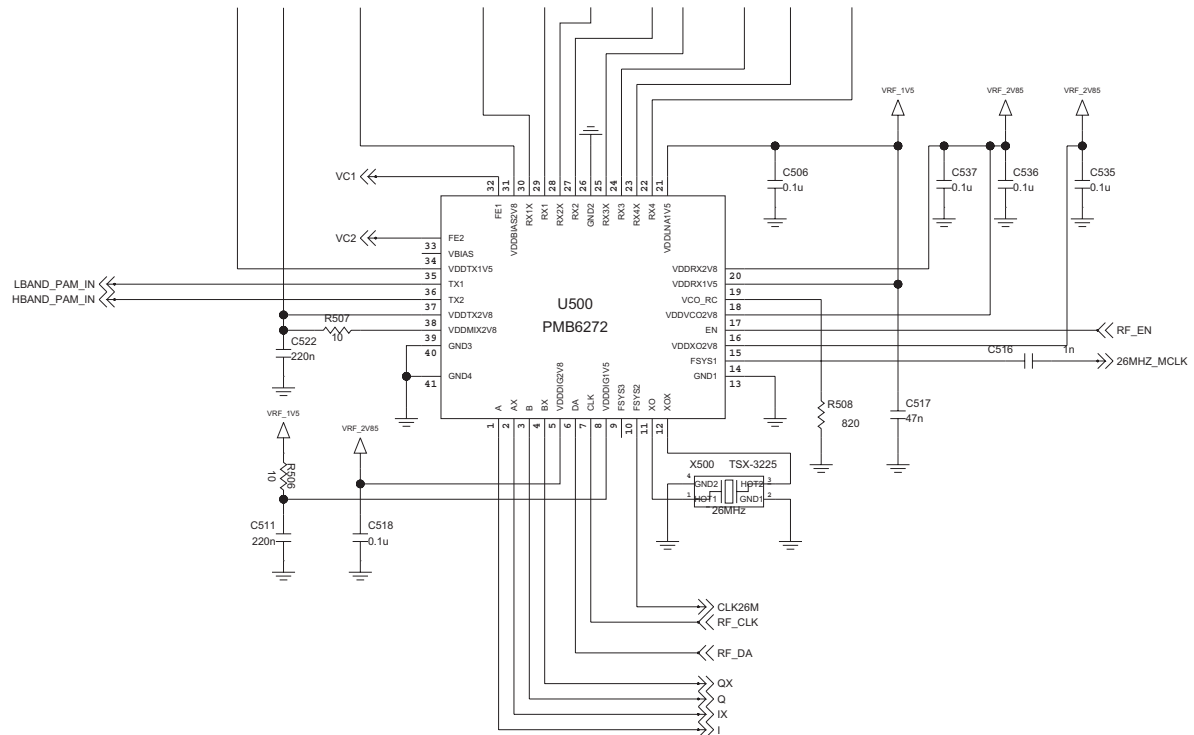 VRF_1V5
VRF_2V85
VRF_2V85
C506
0.1u
C537
0.1u
C536
0.1u
C535
0.1u
VC1
32
31
30
29
28
27
26
25
24
23
22
21
FE1
VDDBIAS2V8
RX1X
RX1
RX2X
RX2
GND2
RX3X
RX3
RX4X
RX4
VDDLNA1V5
VC2
FE2
33
VBIAS
34
VDDTX1V5
35
LBAND_PAM_IN
TX1
36
HBAND_PAM_IN
TX2
37
VDDTX2V8
38
R507
10
VDDMIX2V8
39
GND3
40
GND4
41
C522
220n
U500
PMB6272
VDDRX2V8
20
VDDRX1V5
19
VCO_RC
18
VDDVCO2V8
17
EN
RF_EN
16
VDDXO2V8
15
FSYS1
C516
1n
26MHZ_MCLK
14
GND1
13
A
AX
B
BX
VDDDIG2V8
DA
CLK
VDDDIG1V5
FSYS3
FSYS2
XO
XOX
1
2
3
4
5
6
7
8
9
10
11
12
R508
820
C517
47n
VRF_1V5
VRF_2V85
R506
10
C511
220n
C518
0.1u
X500
TSX-3225
4
GND2
HOT2
3
1
HOT1
GND1
2
26MHz
CLK26M
RF_CLK
RF_DA
QX
Q
IX
I